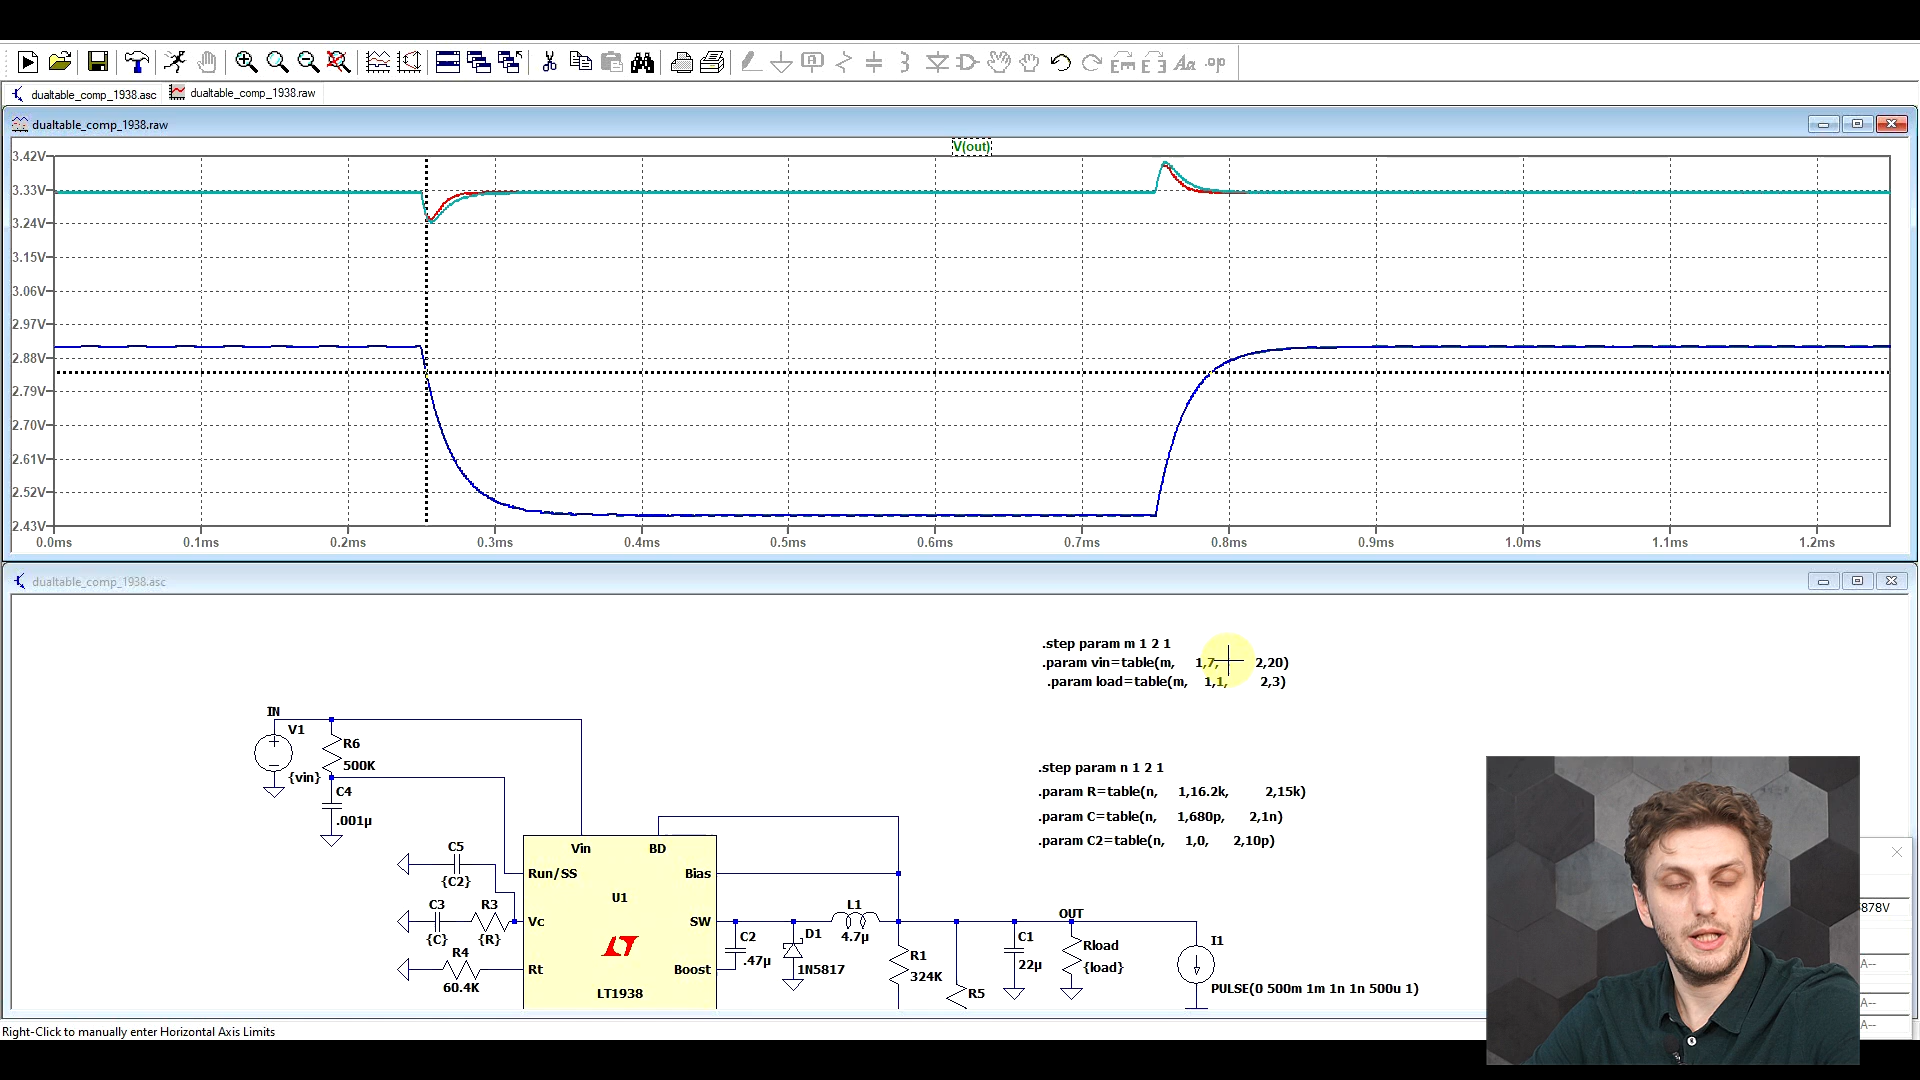 dualtable_comp_1938.asc
dualtable_comp_1938.raw
dualtable_comp_1938.raw
V(out)
3.42V
3.33V
3.24V
3.15V
3.06V
2.97V
2.88V
2.79V
2.70V
2.61V
2.52V
2.43V
0.0ms 0.1ms 0.2ms 0.3ms 0.4ms 0.5ms 0.6ms 0.7ms 0.8ms 0.9ms 1.0ms 1.1ms 1.2ms
dualtable_comp_1938.asc
.step param m 1 2 1
.param vin=table(m, 1,7, 2,20)
.param load=table(m, 1,1, 2,3)
.step param n 1 2 1
.param R=table(n, 1,16.2k, 2,15k)
.param C=table(n, 1,680p, 2,1n)
.param C2=table(n, 1,0, 2,10p)
IN
V1
{vin}
R6
500K
C4
.001µ
C5
{C2}
C3
{C}
R3
{R}
R4
60.4K
Vin
BD
Run/SS
Bias
U1
Vc
SW
Rt
Boost
LT1938
C2
.47µ
D1
1N5817
L1
4.7µ
R1
324K
R5
C1
22µ
OUT
Rload
{load}
I1
PULSE(0 500m 1m 1n 1n 500u 1)
878V
A--
A--
A--
Right-Click to manually enter Horizontal Axis Limits